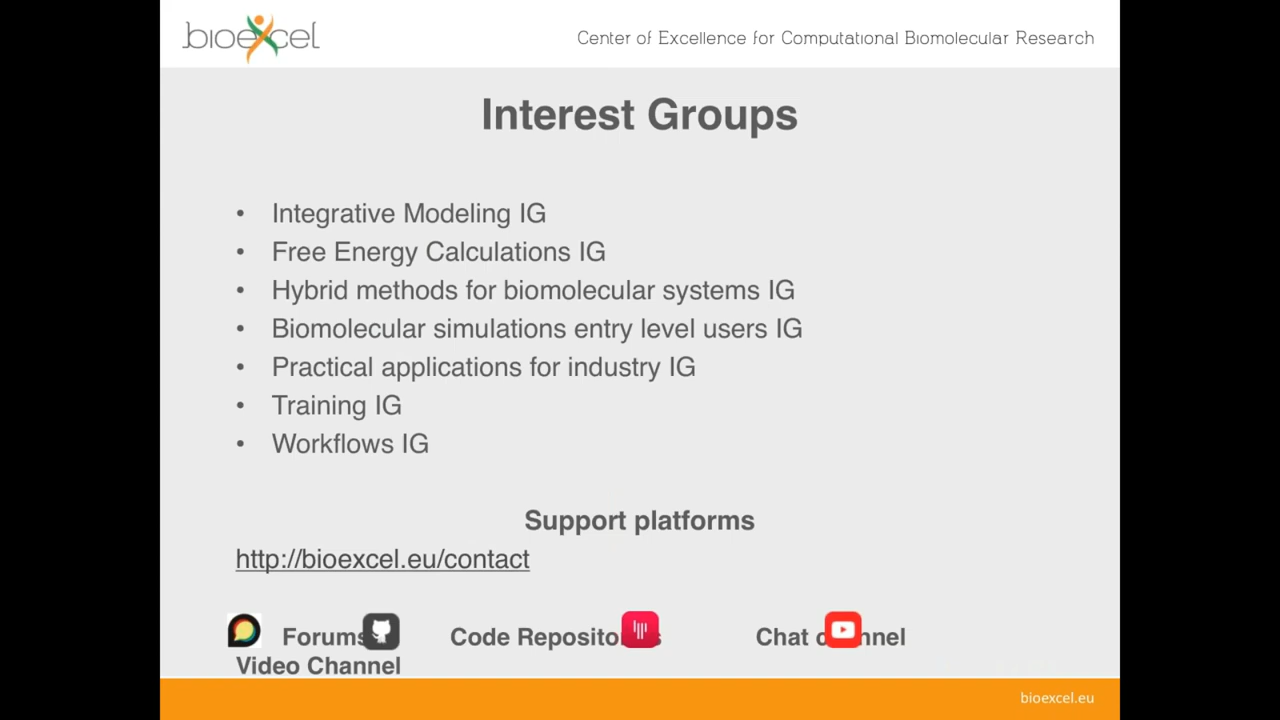 bioexcel
Center of Excellence for Computational Biomolecular Research
Interest Groups
• Integrative Modeling IG
• Free Energy Calculations IG
• Hybrid methods for biomolecular systems IG
• Biomolecular simulations entry level users IG
• Practical applications for industry IG
• Training IG
• Workflows IG
Support platforms
http://bioexcel.eu/contact
Forums Code Chat
Video Channel
bioexcel.eu